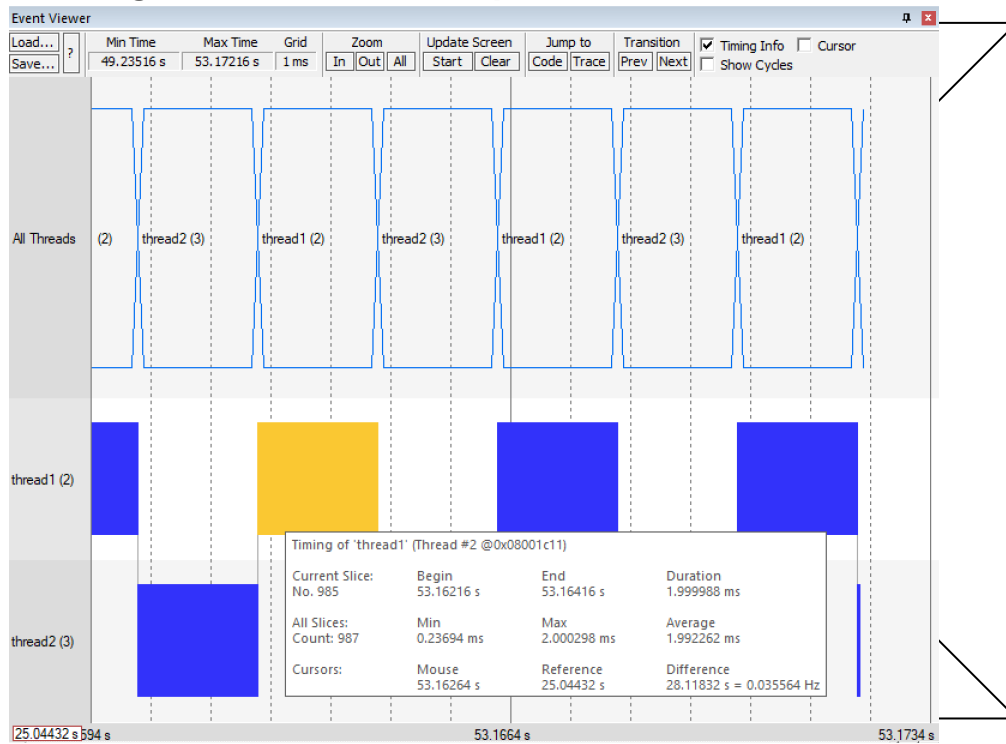 Event Viewer
Load... ? Min Time Max Time Grid Zoom Update Screen Jump to Transition Timing Info Cursor
Save... 49.23516 s 53.17216 s 1 ms In Out All Start Clear Code Trace Prev Next Show Cycles
All Threads (2) thread2 (3) thread1 (2) thread2 (3) thread1 (2) thread2 (3) thread1 (2)
thread1 (2)
Timing of 'thread1' (Thread #2 @0x08001c11)
Current Slice: Begin End Duration
No. 985 53.16216 s 53.16416 s 1.999988 ms
All Slices: Min Max Average
Count: 987 0.23694 ms 2.000298 ms 1.992262 ms
thread2 (3)
Cursors: Mouse Reference Difference
53.16264 s 25.04432 s 28.11832 s = 0.035564 Hz
25.04432 s 594 s 53.1664 s 53.1734 s